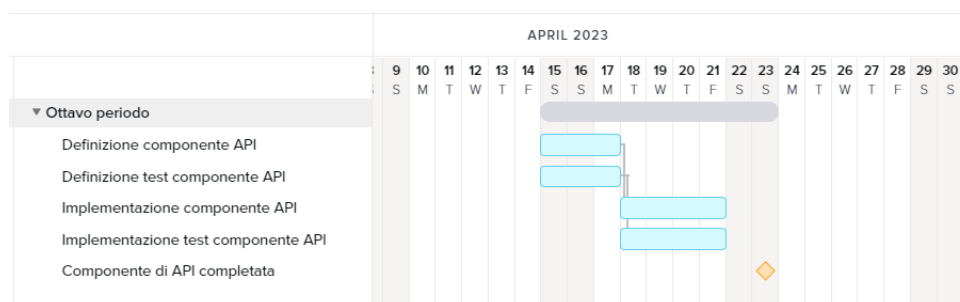 APRIL 2023
9 10 11 12 13 14 15 16 17 18 19 20 21 22 23 24 25 26 27 28 29 30
S M T W T F S S M T W T F S S M T W T F S S
Ottavo periodo
Definizione componente API
Definizione test componente API
Implementazione componente API
Implementazione test componente API
Componente di API completata